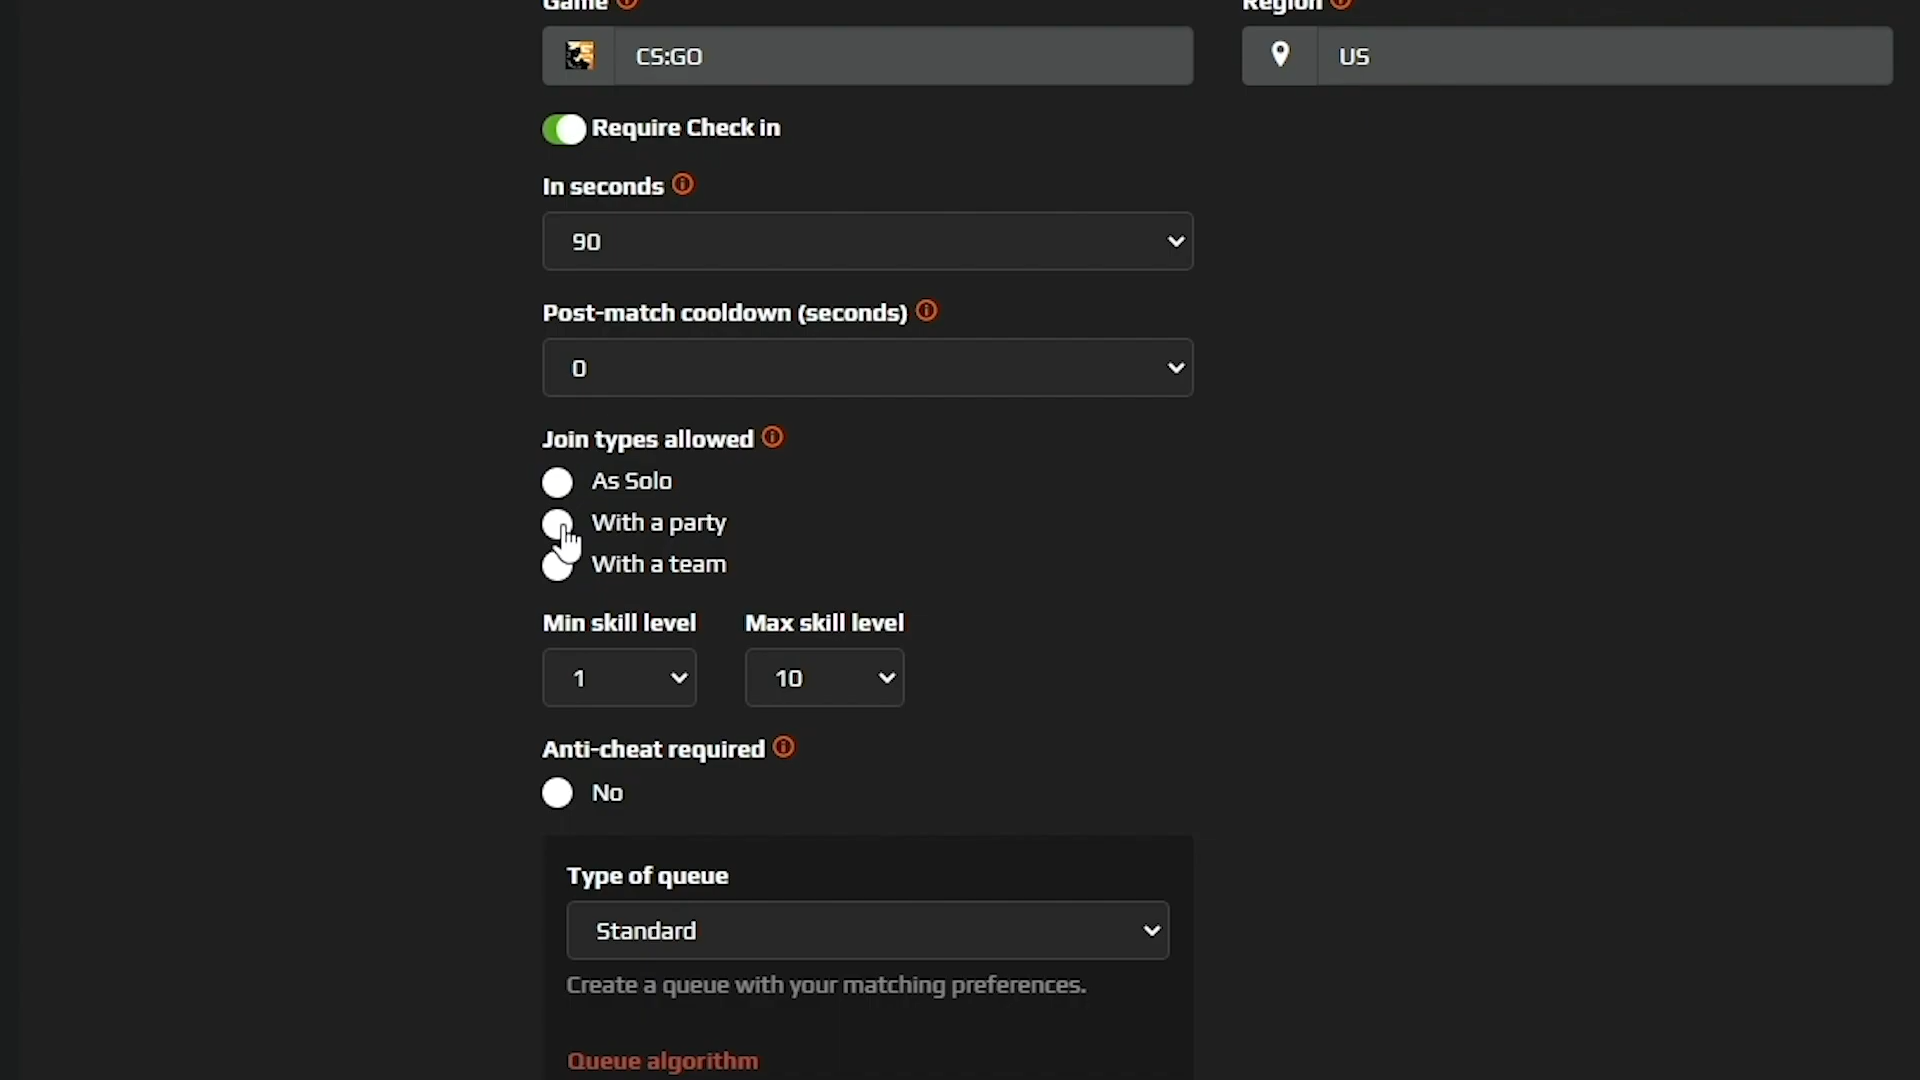 Game
Region
CS:GO
US
Require Check in
In seconds
90
Post-match cooldown (seconds)
0
Join types allowed
As Solo
With a party
With a team
Min skill level
Max skill level
1
10
Anti-cheat required
No
Type of queue
Standard
Create a queue with your matching preferences.
Queue algorithm